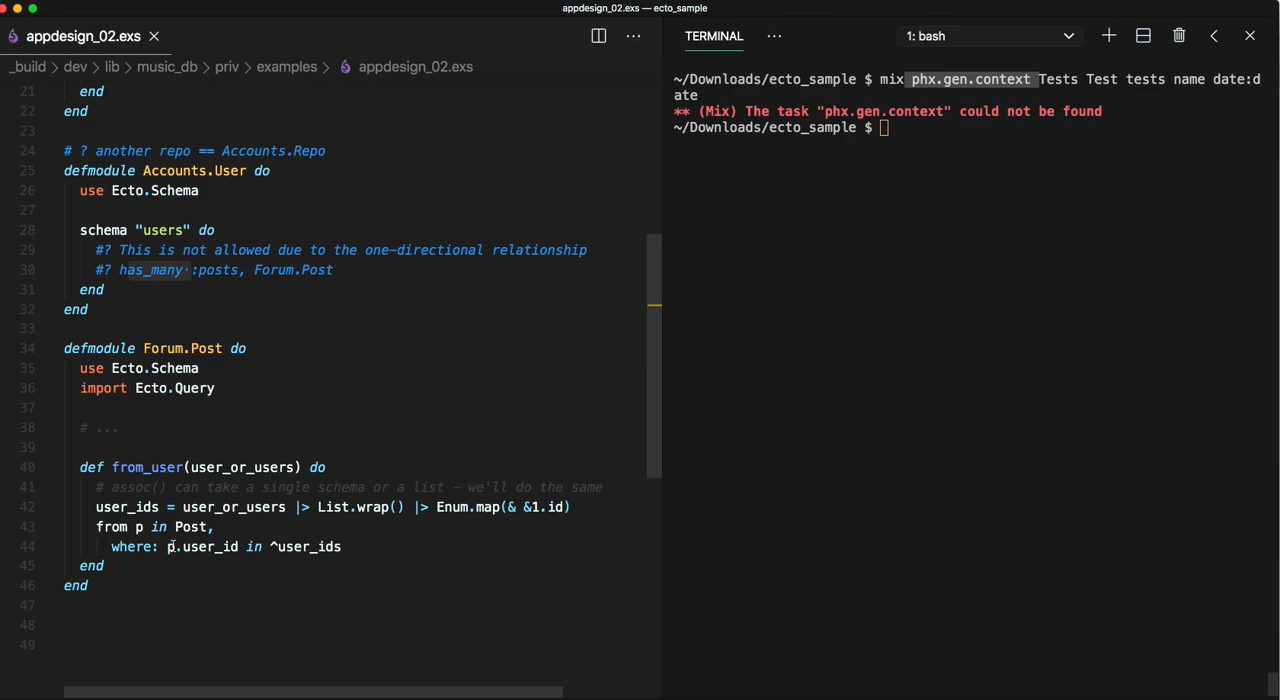 appdesign_02.exs — ecto_sample
appdesign_02.exs
TERMINAL
1: bash
_build > dev > lib > music_db > priv > examples > appdesign_02.exs
21 end
22 end
23
24 # ? another repo == Accounts.Repo
25 defmodule Accounts.User do
26 use Ecto.Schema
27
28 schema "users" do
29 #? This is not allowed due to the one-directional relationship
30 #? has_many :posts, Forum.Post
31 end
32 end
33
34 defmodule Forum.Post do
35 use Ecto.Schema
36 import Ecto.Query
37
38 # ...
39
40 def from_user(user_or_users) do
41 # assoc() can take a single schema or a list - we'll do the same
42 user_ids = user_or_users |> List.wrap() |> Enum.map(& &1.id)
43 from p in Post,
44 where: p.user_id in ^user_ids
45 end
46 end
47
48
49
~/Downloads/ecto_sample $ mix phx.gen.context Tests Test tests name date:d
ate
** (Mix) The task "phx.gen.context" could not be found
~/Downloads/ecto_sample $